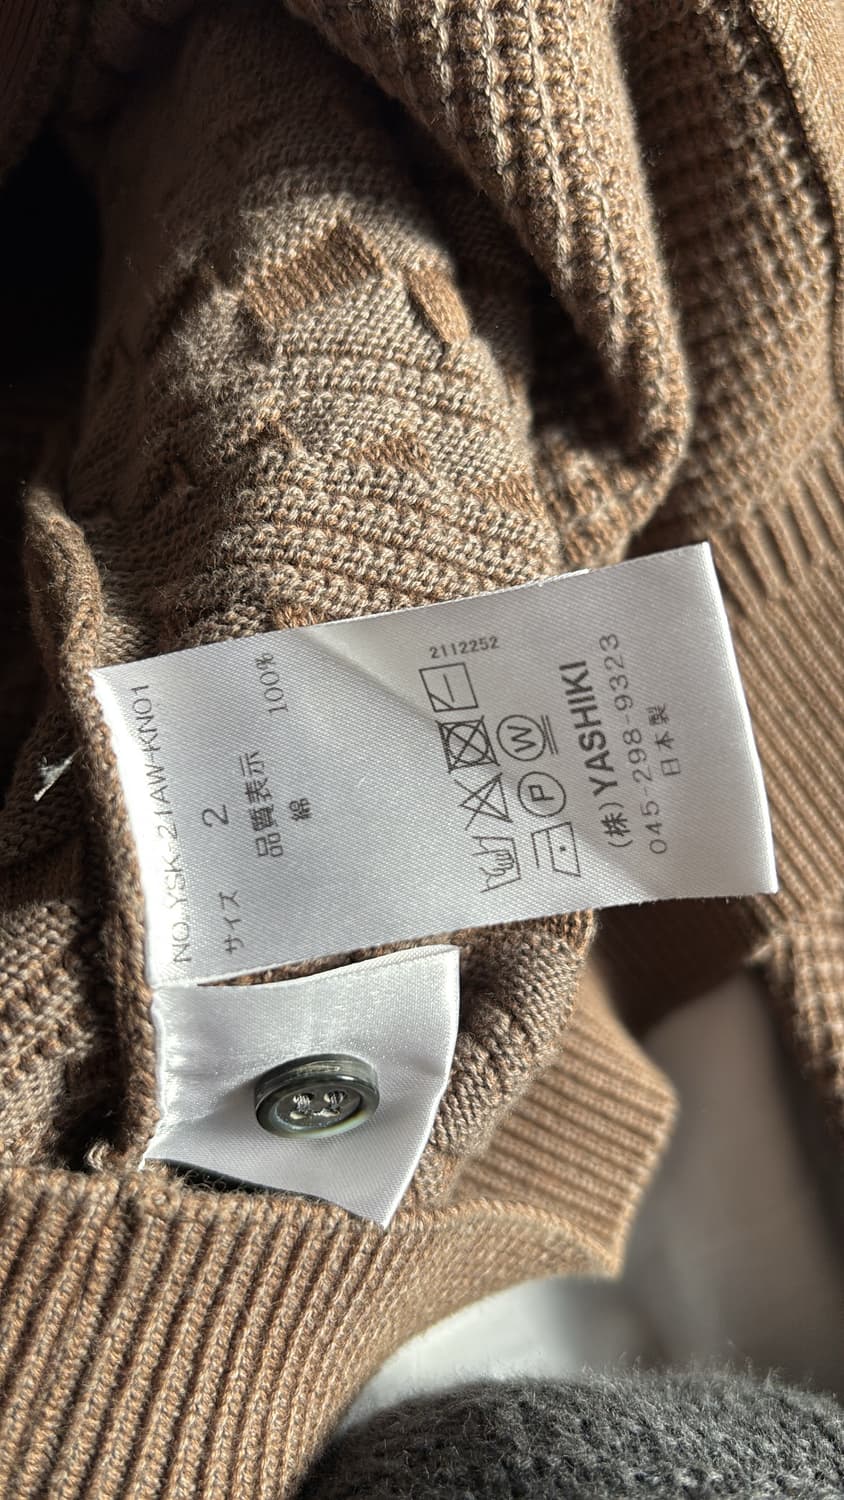 NO.YSK-21AW-KN01
サイズ 2
品質表示
綿 100%
2112252
W
P
(株)YASHIKI
045-298-9323
日本製